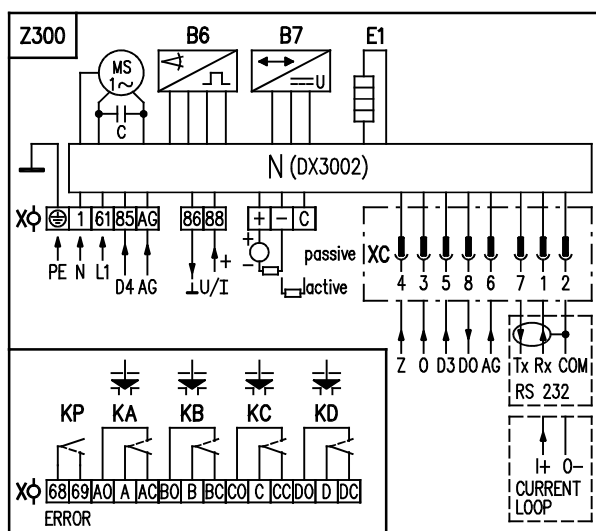 Z300 B6 B7 E1
MS
1~
C
U
N (DX3002)
X 1 61 85 AG 86 88 + − C
PE N L1 D4 AG ⊥ U/I + + − passive active
XC
4 3 5 8 6 7 1 2
Z O D3 DO AG Tx Rx COM
RS 232
I+ O-
CURRENT
LOOP
KP KA KB KC KD
X 68 69 AO A AC BO B BC CO C CC DO D DC
ERROR